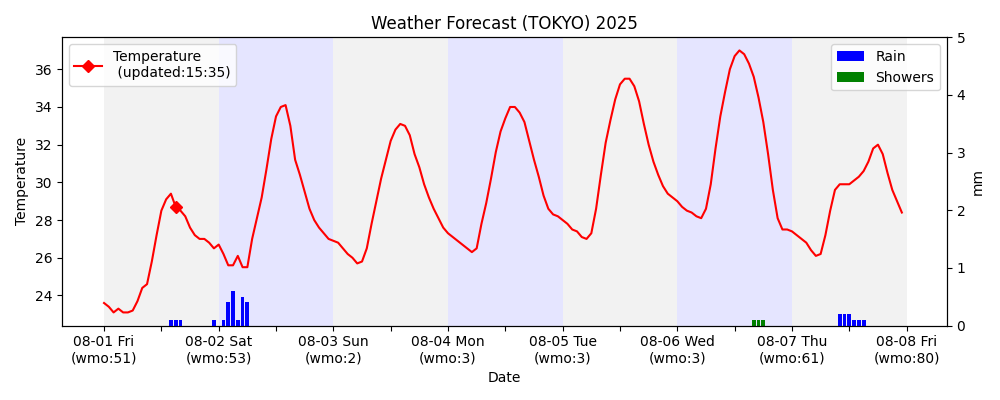 Weather Forecast (TOKYO) 2025
Temperature
(updated:15:35)
Rain
Showers
Temperature
36
34
32
30
28
26
24
5
4
3
2
1
0
mm
08-01 Fri
(wmo:51)
08-02 Sat
(wmo:53)
08-03 Sun
(wmo:2)
08-04 Mon
(wmo:3)
08-05 Tue
(wmo:3)
08-06 Wed
(wmo:3)
08-07 Thu
(wmo:61)
08-08 Fri
(wmo:80)
Date